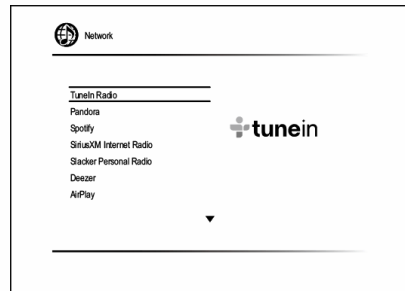 Network
TuneIn Radio
Pandora
Spotify
SiriusXM Internet Radio
Slacker Personal Radio
Deezer
AirPlay
tunein